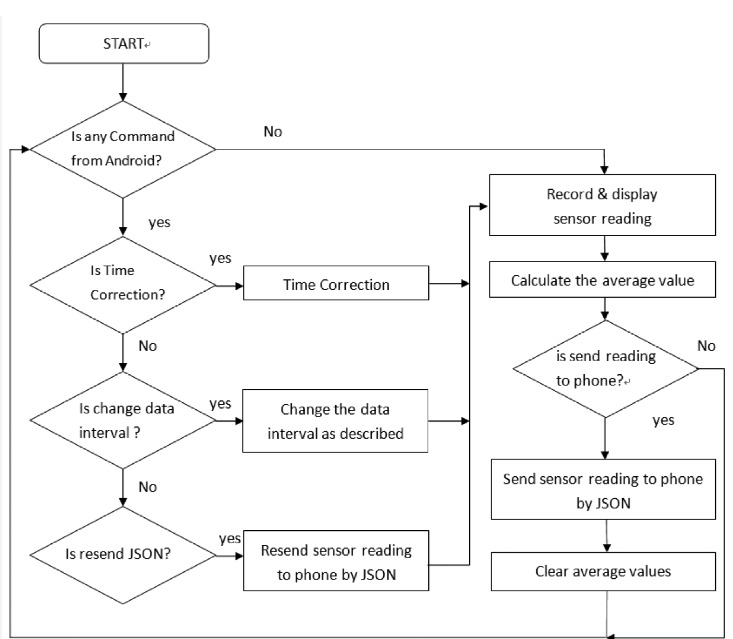 START
Is any Command
from Android?
No
yes
Record & display
sensor reading
Is Time
Correction?
yes
Time Correction
Calculate the average value
No
is send reading
to phone?
No
yes
Is change data
interval ?
yes
Change the data
interval as described
No
Send sensor reading to phone
by JSON
Is resend JSON?
yes
Resend sensor reading
to phone by JSON
Clear average values